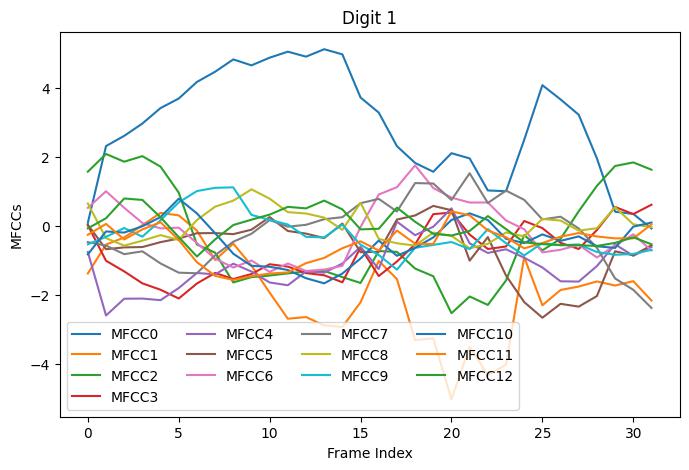 Digit 1
MFCCs
4
2
0
−2
−4
MFCC0 MFCC4 MFCC7 MFCC10
MFCC1 MFCC5 MFCC8 MFCC11
MFCC2 MFCC6 MFCC9 MFCC12
MFCC3
0 5 10 15 20 25 30
Frame Index